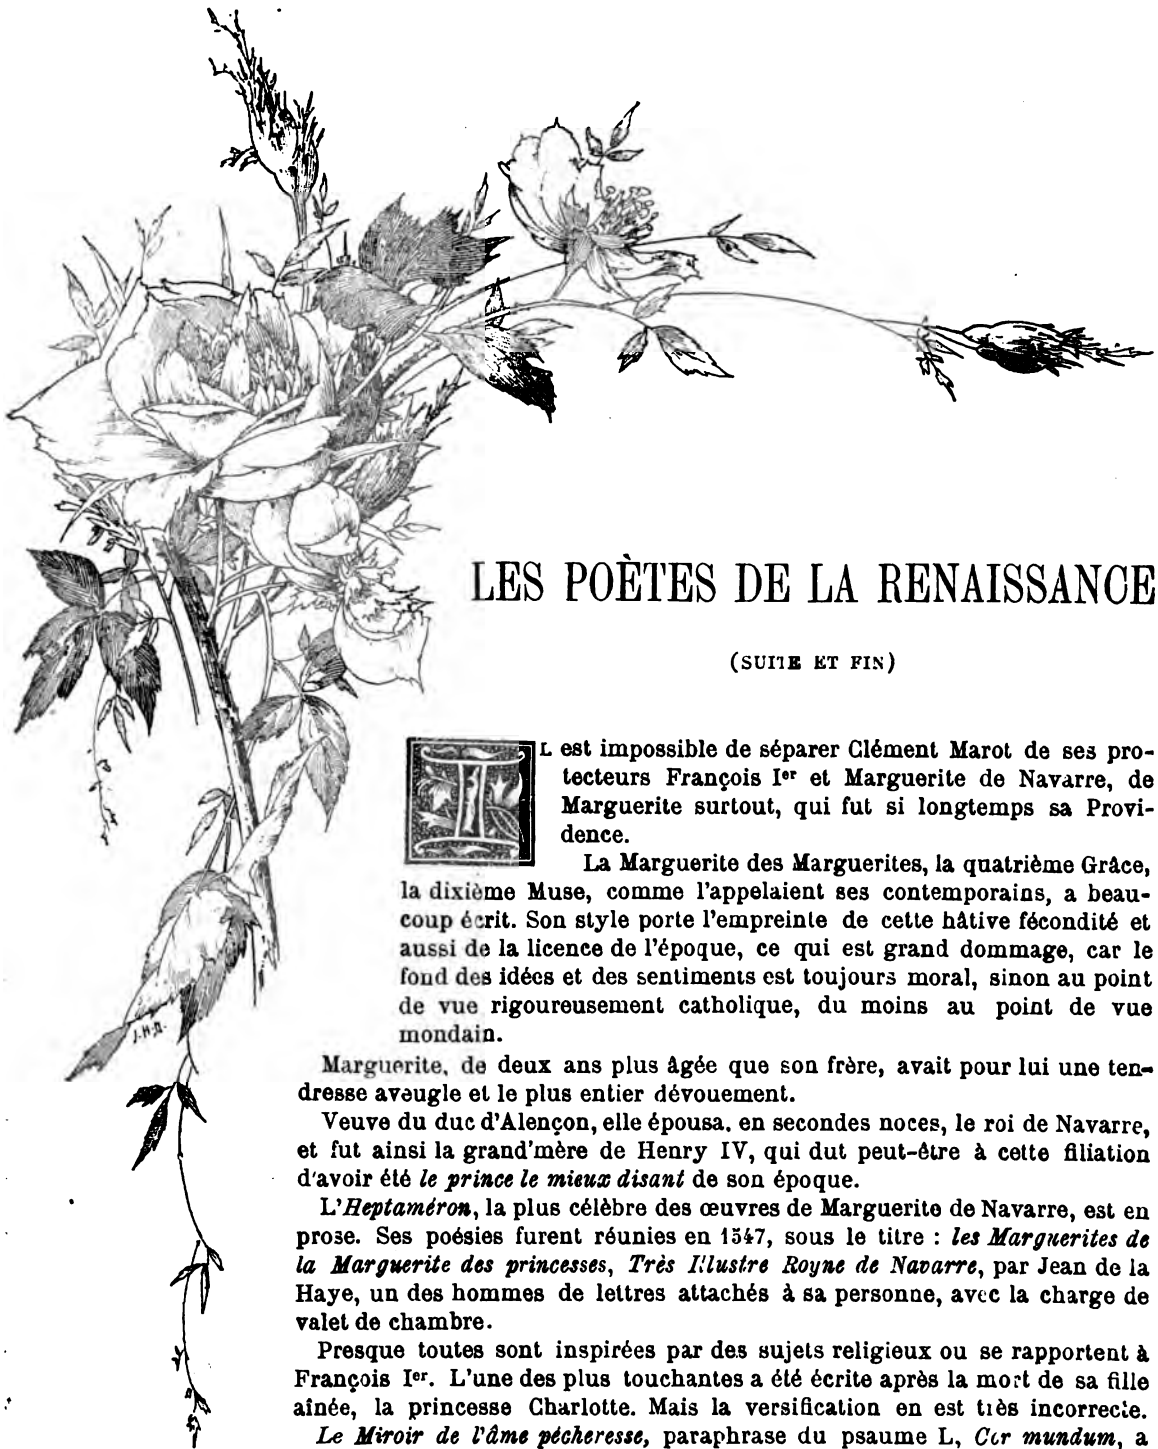 LES POÈTES DE LA RENAISSANCE
(SUITE ET FIN)
IL est impossible de séparer Clément Marot de ses pro-
tecteurs François Ier et Marguerite de Navarre, de
Marguerite surtout, qui fut si longtemps sa Provi-
dence.
La Marguerite des Marguerites, la quatrième Grâce,
la dixième Muse, comme l'appelaient ses contemporains, a beau-
coup écrit. Son style porte l'empreinte de cette hâtive fécondité et
aussi de la licence de l'époque, ce qui est grand dommage, car le
fond des idées et des sentiments est toujours moral, sinon au point
de vue rigoureusement catholique, du moins au point de vue
mondain.
Marguerite, de deux ans plus âgée que son frère, avait pour lui une ten-
dresse aveugle et le plus entier dévouement.
Veuve du duc d'Alençon, elle épousa, en secondes noces, le roi de Navarre,
et fut ainsi la grand'mère de Henry IV, qui dut peut-être à cette filiation
d'avoir été le prince le mieux disant de son époque.
L'Heptaméron, la plus célèbre des œuvres de Marguerite de Navarre, est en
prose. Ses poésies furent réunies en 1547, sous le titre : les Marguerites de
la Marguerite des princesses, Très Illustre Royne de Navarre, par Jean de la
Haye, un des hommes de lettres attachés à sa personne, avec la charge de
valet de chambre.
Presque toutes sont inspirées par des sujets religieux ou se rapportent à
François Ier. L'une des plus touchantes a été écrite après la mort de sa fille
aînée, la princesse Charlotte. Mais la versification en est très incorrecte.
Le Miroir de l'âme pécheresse, paraphrase du psaume L, Cor mundum, a
J.H.D.